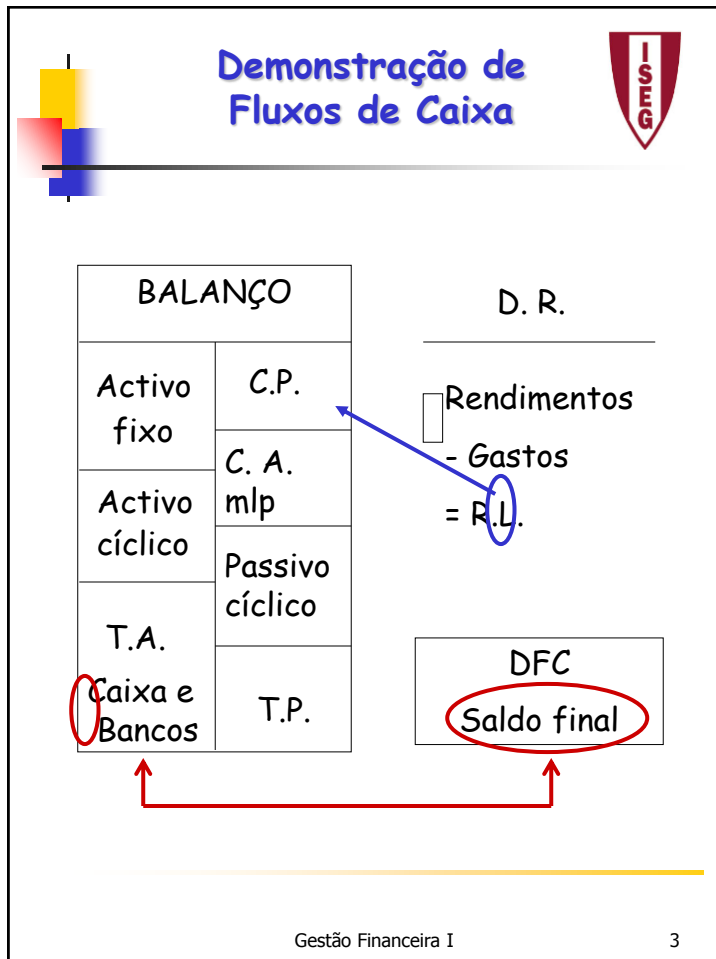 Demonstração de
Fluxos de Caixa
ISEG
BALANÇO
Activo
fixo
Activo
cíclico
T.A.
Caixa e
Bancos
C.P.
C. A.
mlp
Passivo
cíclico
T.P.
D. R.
Rendimentos
- Gastos
= R.L.
DFC
Saldo final
Gestão Financeira I
3